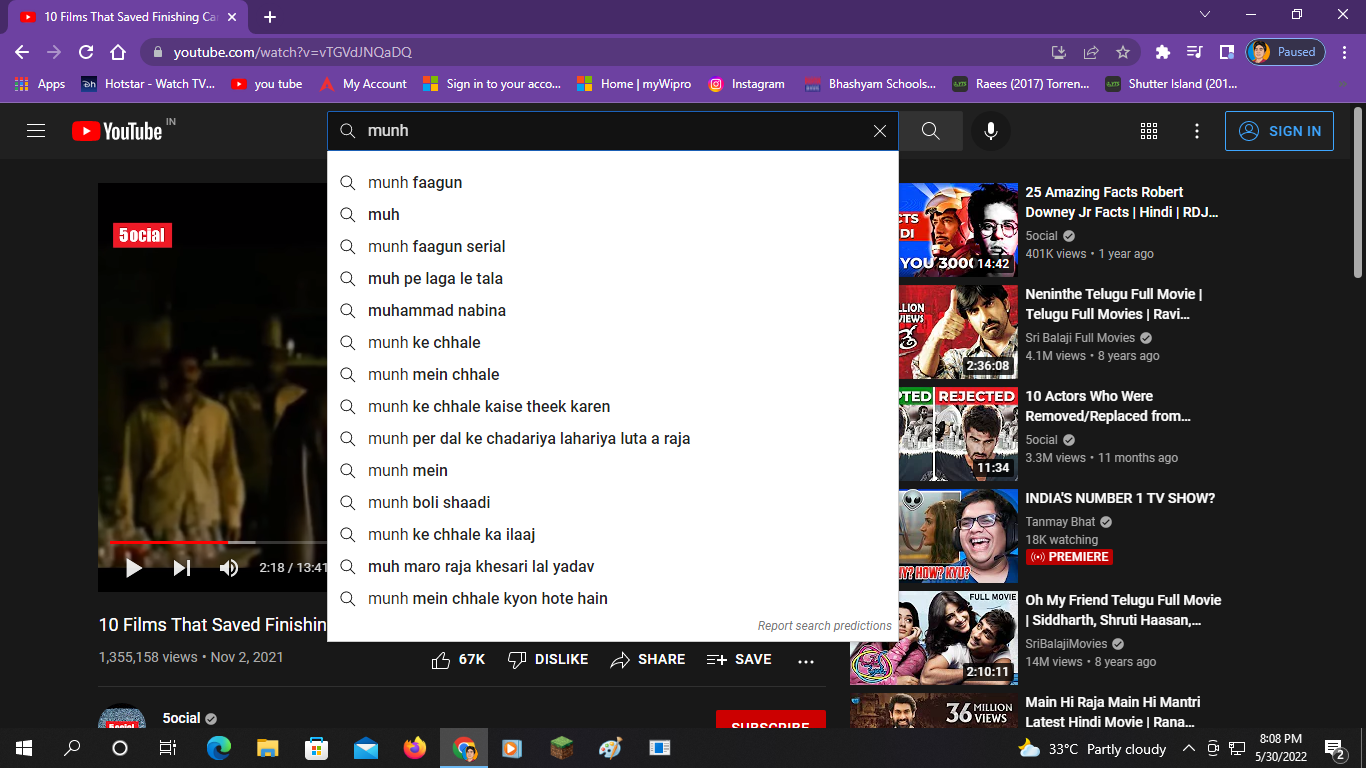 10 Films That Saved Finishing Car
youtube.com/watch?v=vTGVdJNQaDQ
Paused
Apps
Hotstar - Watch TV...
you tube
My Account
Sign in to your acco...
Home | myWipro
Instagram
Bhashyam Schools...
Raees (2017) Torren...
Shutter Island (201...
YouTube IN
munh
SIGN IN
munh faagun
muh
munh faagun serial
muh pe laga le tala
muhammad nabina
munh ke chhale
munh mein chhale
munh ke chhale kaise theek karen
munh per dal ke chadariya lahariya luta a raja
munh mein
munh boli shaadi
munh ke chhale ka ilaaj
muh maro raja khesari lal yadav
munh mein chhale kyon hote hain
Report search predictions
5ocial
2:18 / 13:41
10 Films That Saved Finishing
1,355,158 views • Nov 2, 2021
67K
DISLIKE
SHARE
SAVE
5ocial
SUBSCRIBE
YOU 3000
14:42
25 Amazing Facts Robert
Downey Jr Facts | Hindi | RDJ...
5ocial
401K views • 1 year ago
2:36:08
Neninthe Telugu Full Movie |
Telugu Full Movies | Ravi...
Sri Balaji Full Movies
4.1M views • 8 years ago
REJECTED
11:34
10 Actors Who Were
Removed/Replaced from...
5ocial
3.3M views • 11 months ago
HOW? KYU?
INDIA'S NUMBER 1 TV SHOW?
Tanmay Bhat
18K watching
PREMIERE
FULL MOVIE
2:10:11
Oh My Friend Telugu Full Movie
| Siddharth, Shruti Haasan,...
SriBalajiMovies
14M views • 8 years ago
36 MILLION
VIEWS
Main Hi Raja Main Hi Mantri
Latest Hindi Movie | Rana...
33°C Partly cloudy
8:08 PM
5/30/2022
2